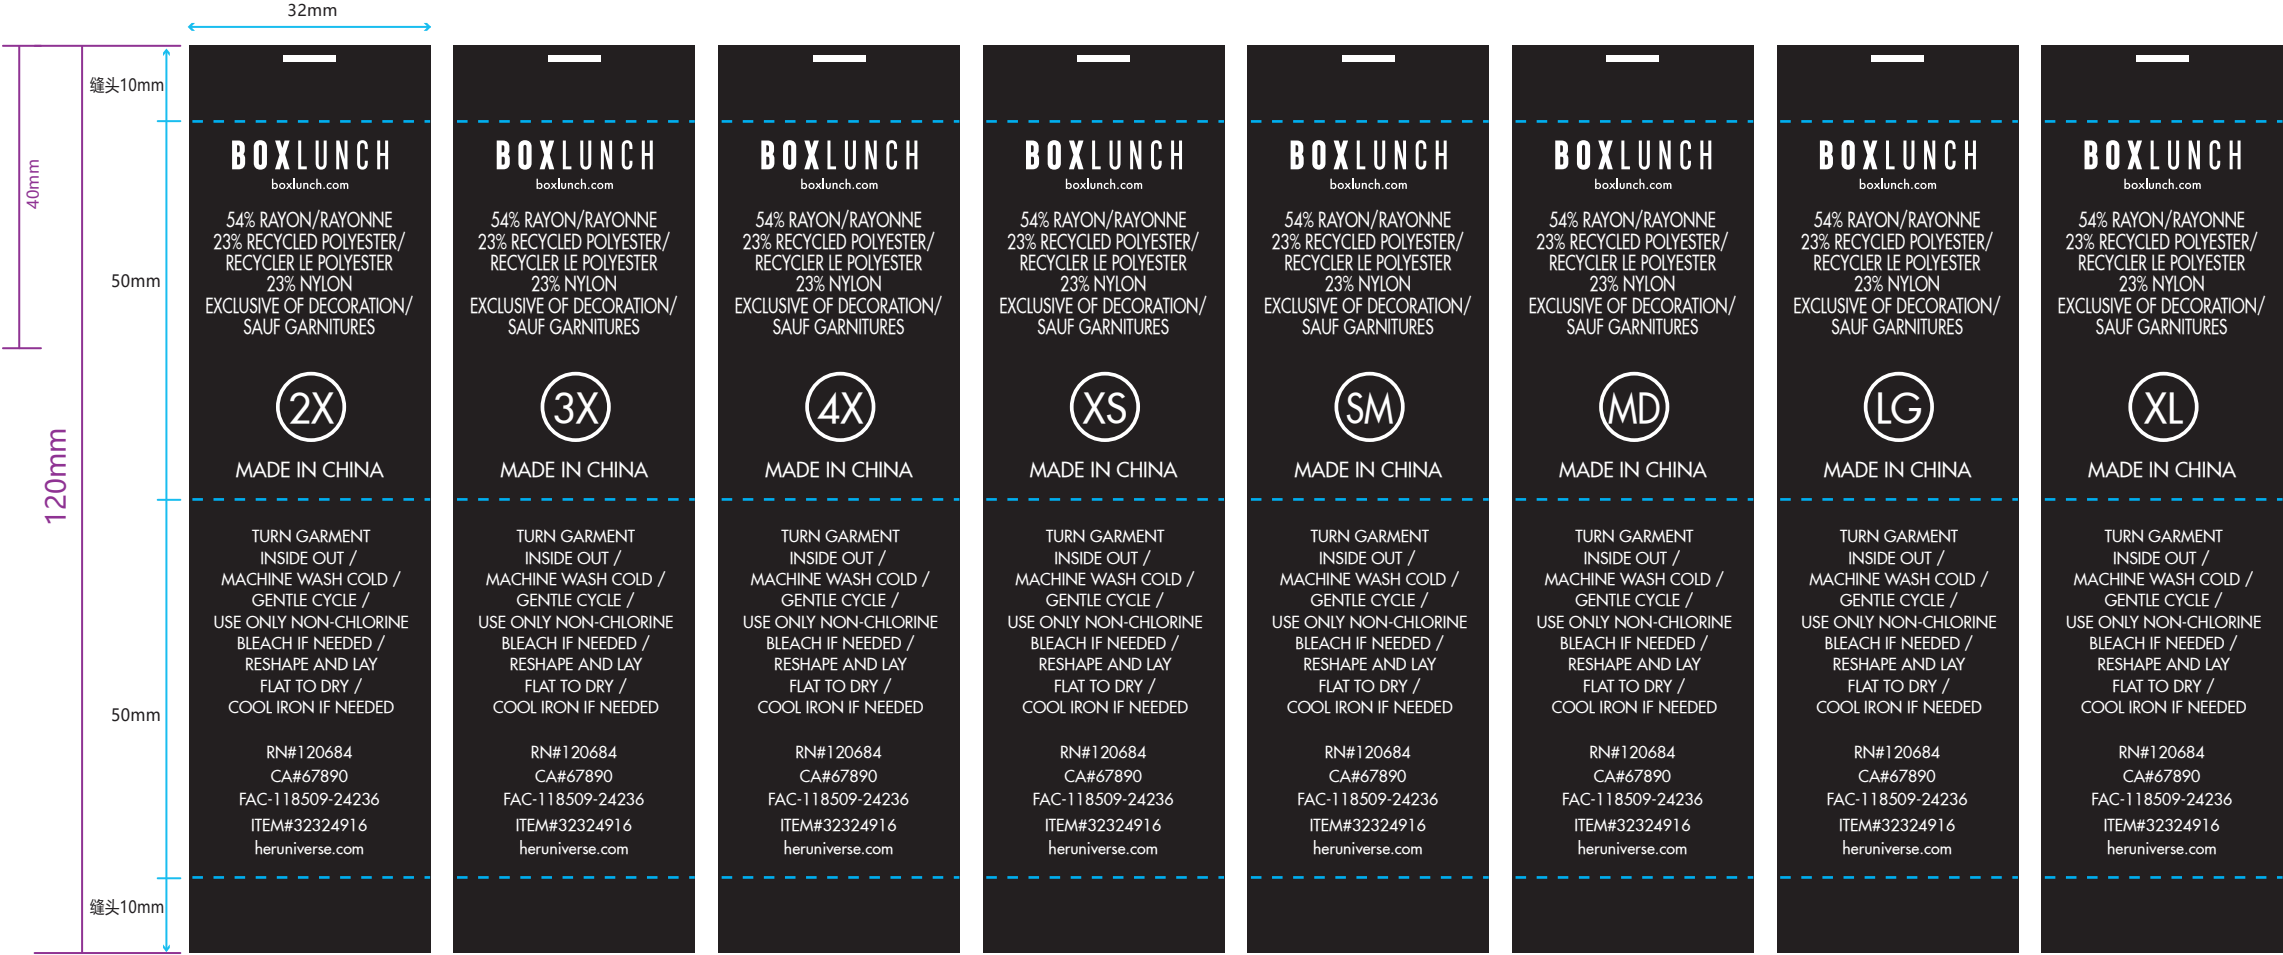 32mm
缝头10mm
40mm
50mm
120mm
50mm
缝头10mm
BOXLUNCH
boxlunch.com
54% RAYON/RAYONNE
23% RECYCLED POLYESTER/
RECYCLER LE POLYESTER
23% NYLON
EXCLUSIVE OF DECORATION/
SAUF GARNITURES
2X
MADE IN CHINA
TURN GARMENT
INSIDE OUT /
MACHINE WASH COLD /
GENTLE CYCLE /
USE ONLY NON-CHLORINE
BLEACH IF NEEDED /
RESHAPE AND LAY
FLAT TO DRY /
COOL IRON IF NEEDED
RN#120684
CA#67890
FAC-118509-24236
ITEM#32324916
heruniverse.com
BOXLUNCH
boxlunch.com
54% RAYON/RAYONNE
23% RECYCLED POLYESTER/
RECYCLER LE POLYESTER
23% NYLON
EXCLUSIVE OF DECORATION/
SAUF GARNITURES
3X
MADE IN CHINA
TURN GARMENT
INSIDE OUT /
MACHINE WASH COLD /
GENTLE CYCLE /
USE ONLY NON-CHLORINE
BLEACH IF NEEDED /
RESHAPE AND LAY
FLAT TO DRY /
COOL IRON IF NEEDED
RN#120684
CA#67890
FAC-118509-24236
ITEM#32324916
heruniverse.com
BOXLUNCH
boxlunch.com
54% RAYON/RAYONNE
23% RECYCLED POLYESTER/
RECYCLER LE POLYESTER
23% NYLON
EXCLUSIVE OF DECORATION/
SAUF GARNITURES
4X
MADE IN CHINA
TURN GARMENT
INSIDE OUT /
MACHINE WASH COLD /
GENTLE CYCLE /
USE ONLY NON-CHLORINE
BLEACH IF NEEDED /
RESHAPE AND LAY
FLAT TO DRY /
COOL IRON IF NEEDED
RN#120684
CA#67890
FAC-118509-24236
ITEM#32324916
heruniverse.com
BOXLUNCH
boxlunch.com
54% RAYON/RAYONNE
23% RECYCLED POLYESTER/
RECYCLER LE POLYESTER
23% NYLON
EXCLUSIVE OF DECORATION/
SAUF GARNITURES
XS
MADE IN CHINA
TURN GARMENT
INSIDE OUT /
MACHINE WASH COLD /
GENTLE CYCLE /
USE ONLY NON-CHLORINE
BLEACH IF NEEDED /
RESHAPE AND LAY
FLAT TO DRY /
COOL IRON IF NEEDED
RN#120684
CA#67890
FAC-118509-24236
ITEM#32324916
heruniverse.com
BOXLUNCH
boxlunch.com
54% RAYON/RAYONNE
23% RECYCLED POLYESTER/
RECYCLER LE POLYESTER
23% NYLON
EXCLUSIVE OF DECORATION/
SAUF GARNITURES
SM
MADE IN CHINA
TURN GARMENT
INSIDE OUT /
MACHINE WASH COLD /
GENTLE CYCLE /
USE ONLY NON-CHLORINE
BLEACH IF NEEDED /
RESHAPE AND LAY
FLAT TO DRY /
COOL IRON IF NEEDED
RN#120684
CA#67890
FAC-118509-24236
ITEM#32324916
heruniverse.com
BOXLUNCH
boxlunch.com
54% RAYON/RAYONNE
23% RECYCLED POLYESTER/
RECYCLER LE POLYESTER
23% NYLON
EXCLUSIVE OF DECORATION/
SAUF GARNITURES
MD
MADE IN CHINA
TURN GARMENT
INSIDE OUT /
MACHINE WASH COLD /
GENTLE CYCLE /
USE ONLY NON-CHLORINE
BLEACH IF NEEDED /
RESHAPE AND LAY
FLAT TO DRY /
COOL IRON IF NEEDED
RN#120684
CA#67890
FAC-118509-24236
ITEM#32324916
heruniverse.com
BOXLUNCH
boxlunch.com
54% RAYON/RAYONNE
23% RECYCLED POLYESTER/
RECYCLER LE POLYESTER
23% NYLON
EXCLUSIVE OF DECORATION/
SAUF GARNITURES
LG
MADE IN CHINA
TURN GARMENT
INSIDE OUT /
MACHINE WASH COLD /
GENTLE CYCLE /
USE ONLY NON-CHLORINE
BLEACH IF NEEDED /
RESHAPE AND LAY
FLAT TO DRY /
COOL IRON IF NEEDED
RN#120684
CA#67890
FAC-118509-24236
ITEM#32324916
heruniverse.com
BOXLUNCH
boxlunch.com
54% RAYON/RAYONNE
23% RECYCLED POLYESTER/
RECYCLER LE POLYESTER
23% NYLON
EXCLUSIVE OF DECORATION/
SAUF GARNITURES
XL
MADE IN CHINA
TURN GARMENT
INSIDE OUT /
MACHINE WASH COLD /
GENTLE CYCLE /
USE ONLY NON-CHLORINE
BLEACH IF NEEDED /
RESHAPE AND LAY
FLAT TO DRY /
COOL IRON IF NEEDED
RN#120684
CA#67890
FAC-118509-24236
ITEM#32324916
heruniverse.com